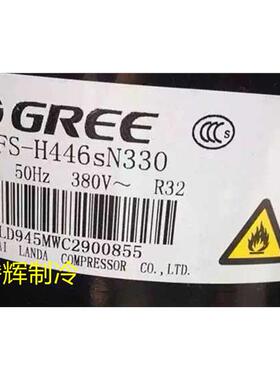 GREE
FS-H446sN330
50Hz 380V～ R32
LD945MWC2900855
AI LANDA COMPRESSOR CO.,LTD.
辉制冷